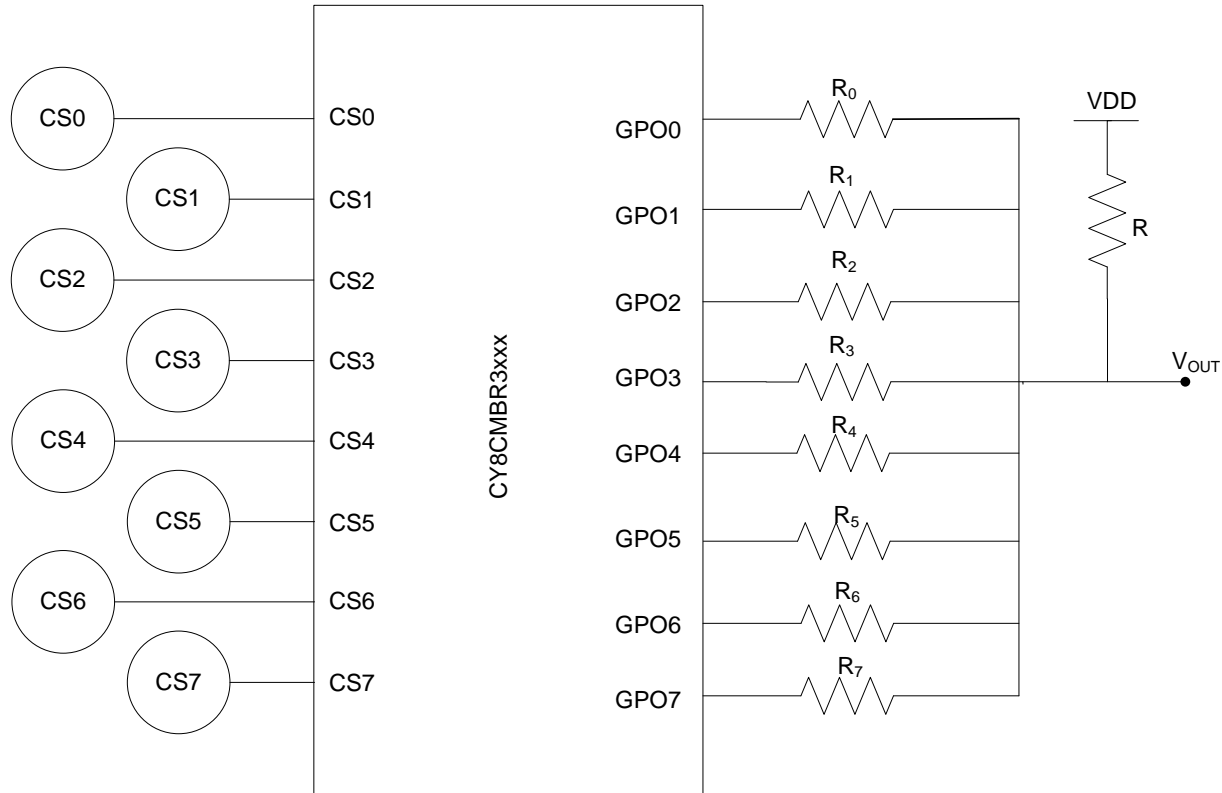 CS0
CS1
CS2
CS3
CS4
CS5
CS6
CS7
CS0
CS1
CS2
CS3
CS4
CS5
CS6
CS7
CY8CMBR3xxx
GPO0
GPO1
GPO2
GPO3
GPO4
GPO5
GPO6
GPO7
R0
R1
R2
R3
R4
R5
R6
R7
VDD
R
VOUT